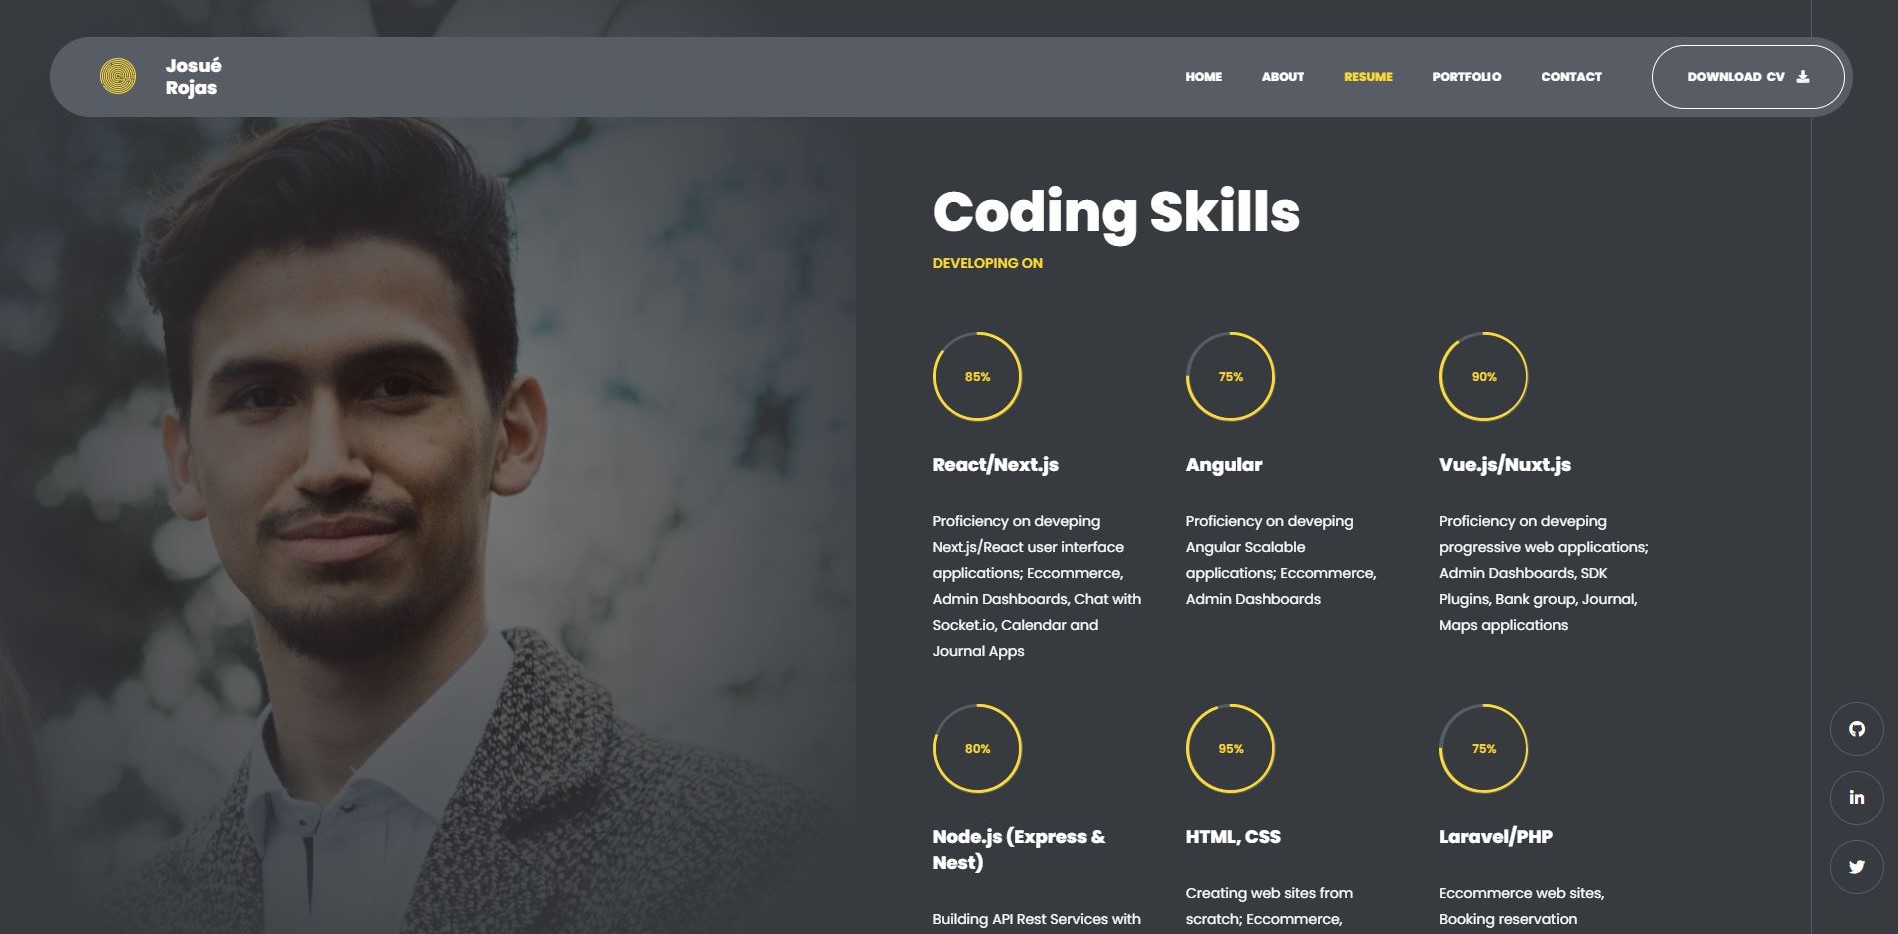 Josué
Rojas
HOME
ABOUT
RESUME
PORTFOLIO
CONTACT
DOWNLOAD CV
Coding Skills
DEVELOPING ON
85%
React/Next.js
Proficiency on deveping
Next.js/React user interface
applications; Eccommerce,
Admin Dashboards, Chat with
Socket.io, Calendar and
Journal Apps
75%
Angular
Proficiency on deveping
Angular Scalable
applications; Eccommerce,
Admin Dashboards
90%
Vue.js/Nuxt.js
Proficiency on deveping
progressive web applications;
Admin Dashboards, SDK
Plugins, Bank group, Journal,
Maps applications
80%
Node.js (Express &
Nest)
Building API Rest Services with
95%
HTML, CSS
Creating web sites from
scratch; Eccommerce,
75%
Laravel/PHP
Eccommerce web sites,
Booking reservation
in